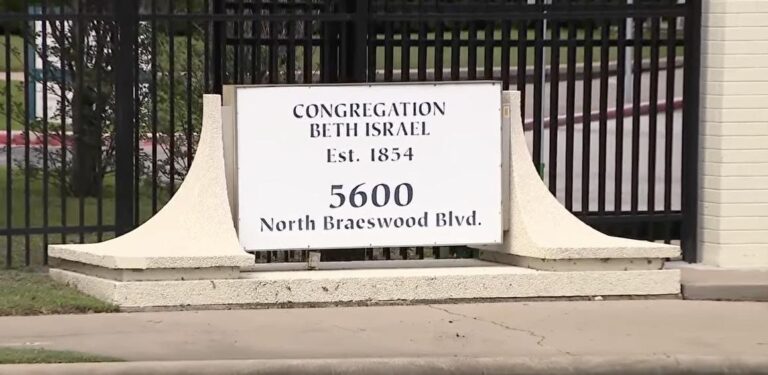 CONGREGATION
BETH ISRAEL
Est. 1854
5600
North Braeswood Blvd.